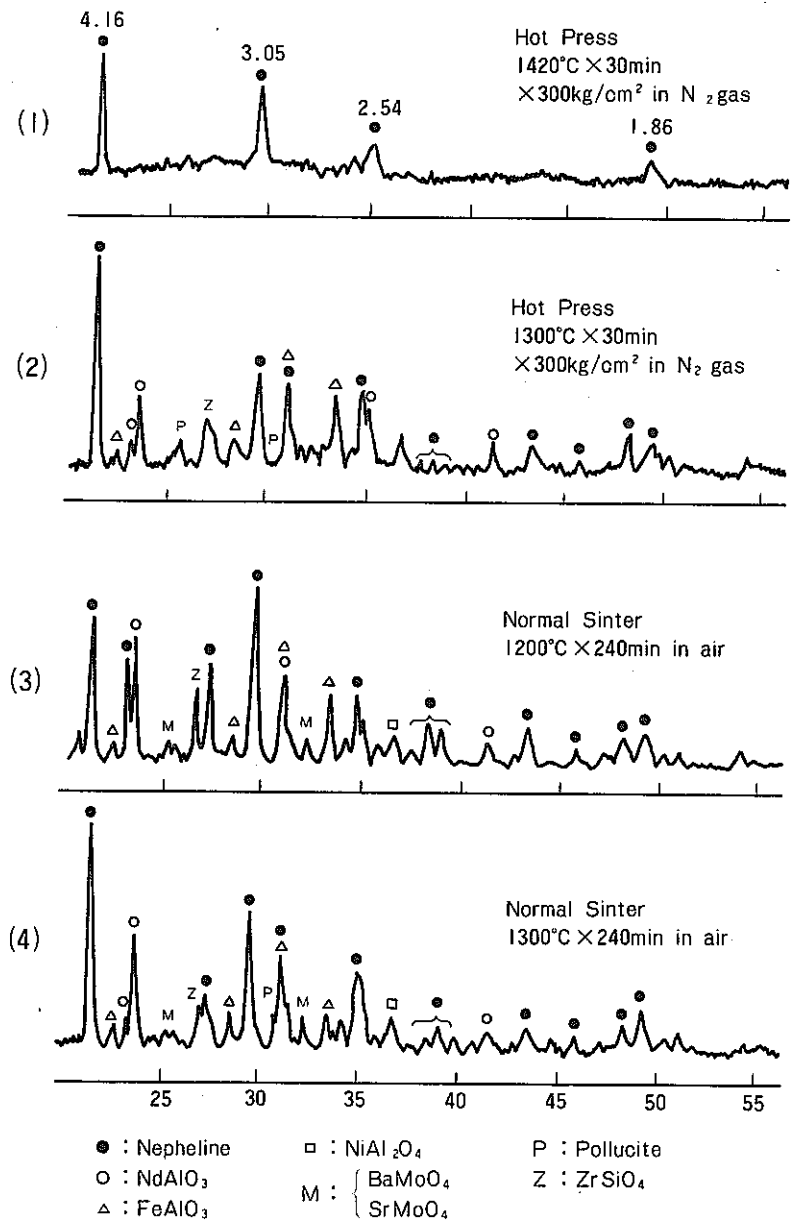 4.16
3.05
2.54
1.86
Hot Press
1420°C × 30min
× 300kg/cm² in N₂ gas
(1)
Hot Press
1300°C × 30min
× 300kg/cm² in N₂ gas
(2)
P
Z
P
Normal Sinter
1200°C × 240min in air
(3)
M
Z
M
Normal Sinter
1300°C × 240min in air
(4)
M
Z
P
M
25 30 35 40 45 50 55
● : Nepheline □ : NiAl₂O₄ P : Pollucite
○ : NdAlO₃ M : { BaMoO₄ Z : ZrSiO₄
△ : FeAlO₃ SrMoO₄